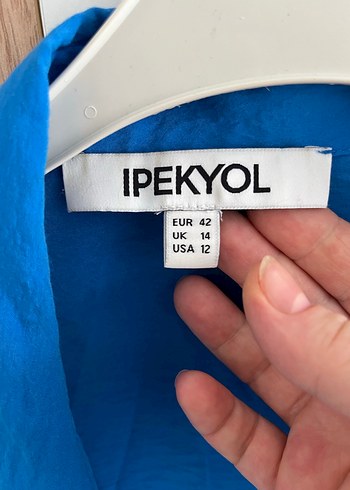 IPEKYOL
EUR 42
UK 14
USA 12